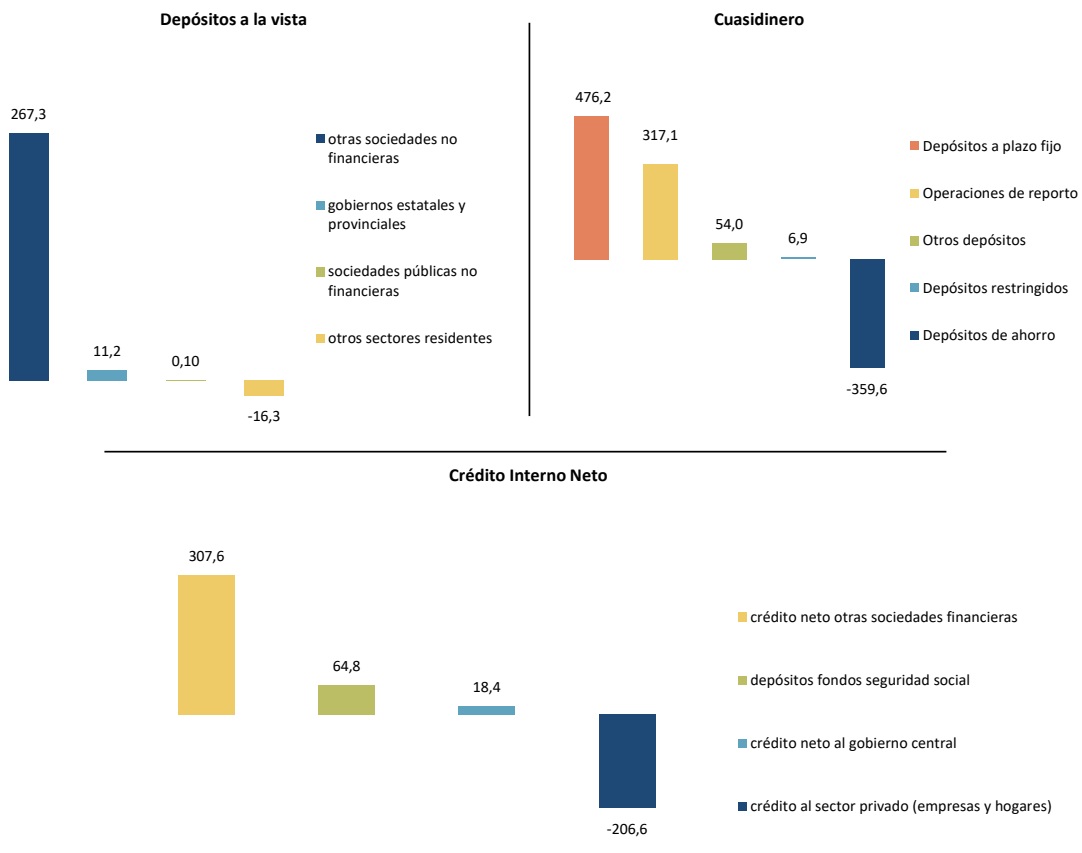 Depósitos a la vista
267,3
11,2
0,10
-16,3
otras sociedades no
financieras
gobiernos estatales y
provinciales
sociedades públicas no
financieras
otros sectores residentes
Cuasidinero
476,2
317,1
54,0
6,9
-359,6
Depósitos a plazo fijo
Operaciones de reporto
Otros depósitos
Depósitos restringidos
Depósitos de ahorro
Crédito Interno Neto
307,6
64,8
18,4
-206,6
crédito neto otras sociedades financieras
depósitos fondos seguridad social
crédito neto al gobierno central
crédito al sector privado (empresas y hogares)